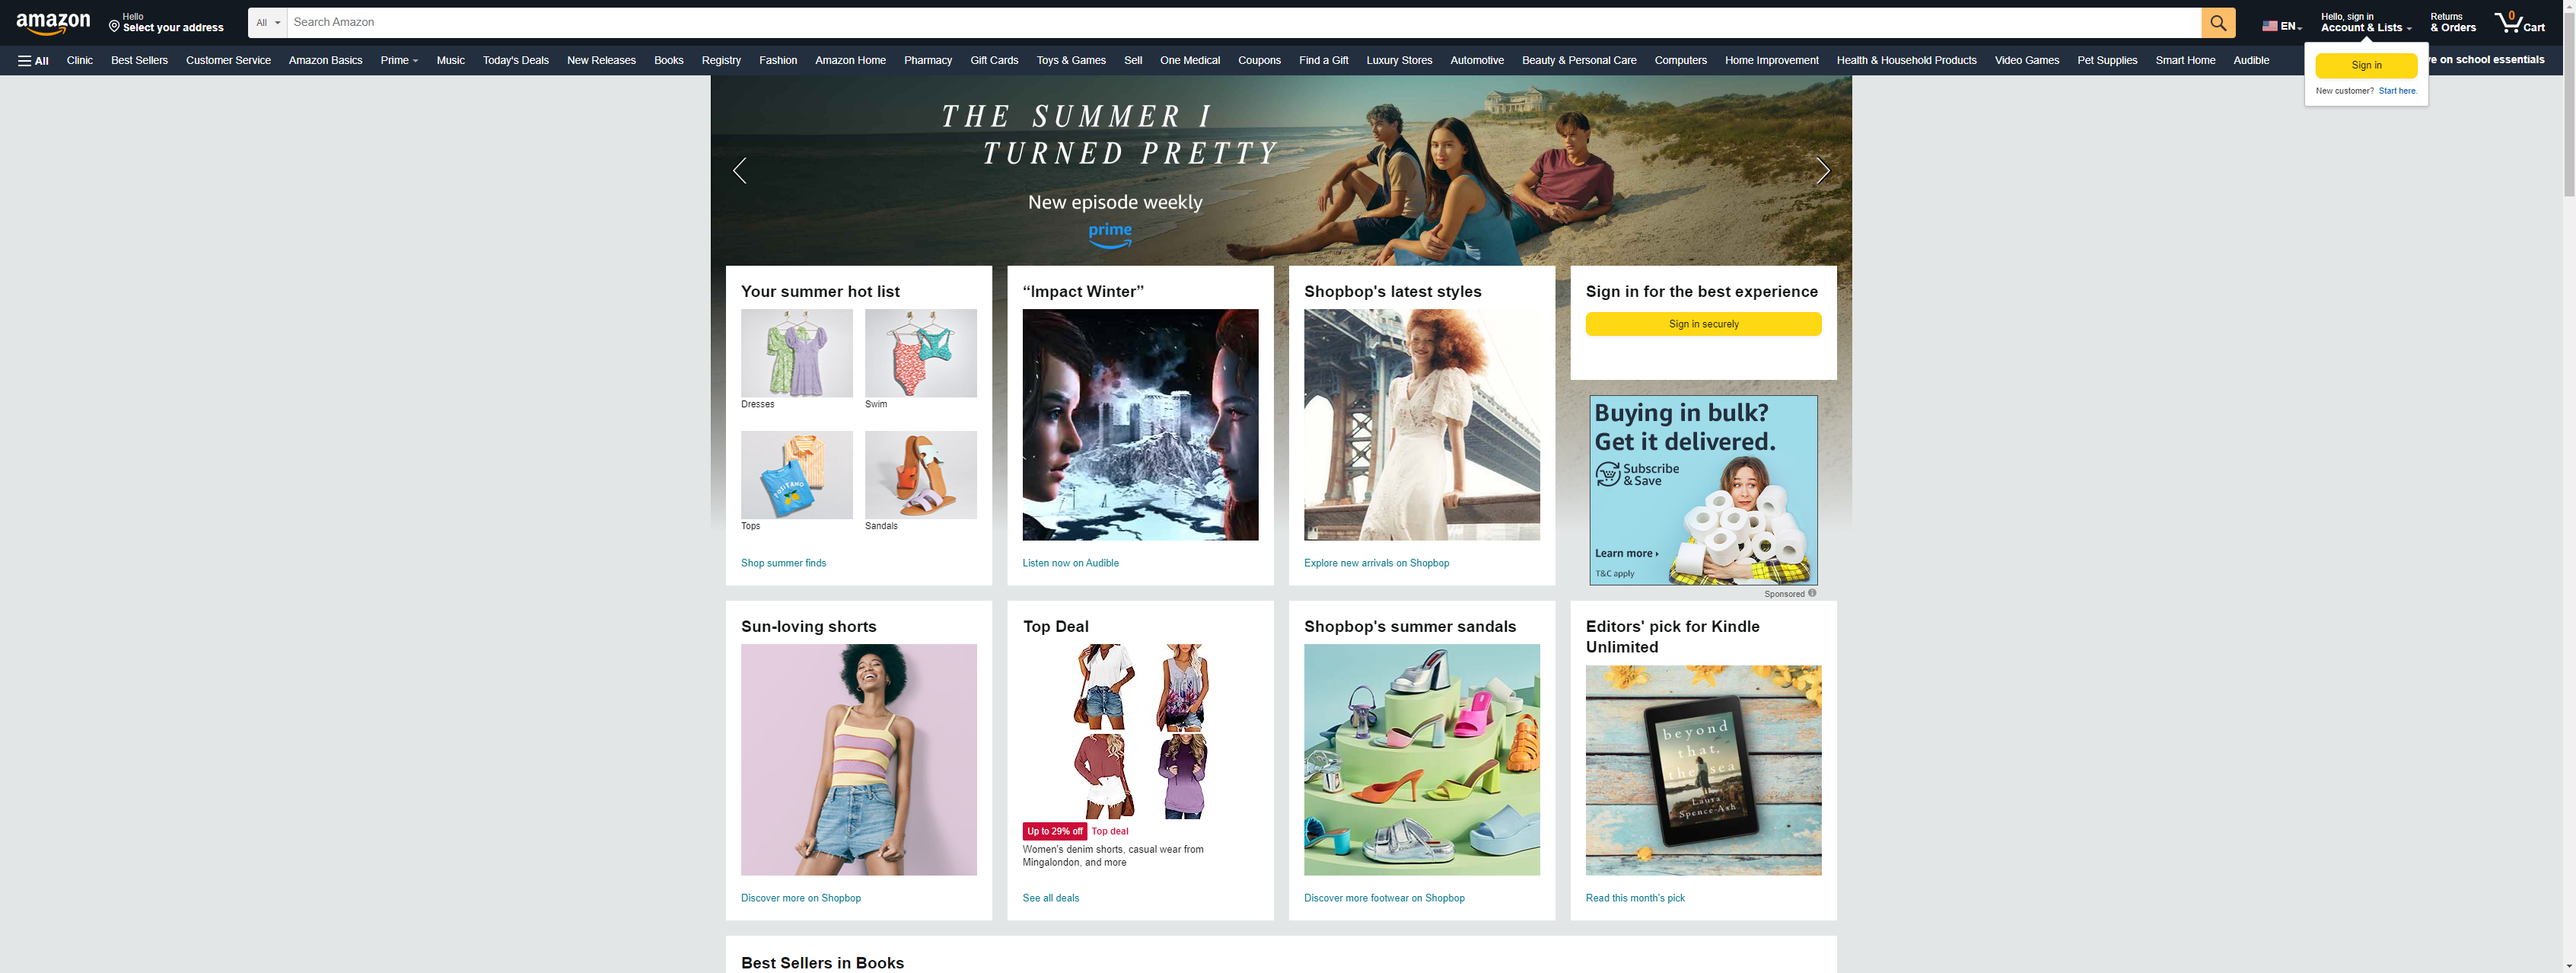 amazon
Hello
Select your address
All
Search Amazon
EN
Hello, sign in
Account & Lists
Returns
& Orders
0
Cart
All
Clinic
Best Sellers
Customer Service
Amazon Basics
Prime
Music
Today's Deals
New Releases
Books
Registry
Fashion
Amazon Home
Pharmacy
Gift Cards
Toys & Games
Sell
One Medical
Coupons
Find a Gift
Luxury Stores
Automotive
Beauty & Personal Care
Computers
Home Improvement
Health & Household Products
Video Games
Pet Supplies
Smart Home
Audible
on school essentials
Sign in
New customer? Start here.
THE SUMMER I
TURNED PRETTY
New episode weekly
prime
Your summer hot list
Dresses
Swim
POSITANO
Tops
Sandals
Shop summer finds
“Impact Winter”
Listen now on Audible
Shopbop's latest styles
Explore new arrivals on Shopbop
Sign in for the best experience
Sign in securely
Buying in bulk?
Get it delivered.
Subscribe
& Save
Learn more
T&C apply
Sponsored
Sun-loving shorts
Discover more on Shopbop
Top Deal
Up to 29% off
Top deal
Women's denim shorts, casual wear from
Mingalondon, and more
See all deals
Shopbop's summer sandals
Discover more footwear on Shopbop
Editors' pick for Kindle
Unlimited
beyond
that,
the sea
Laura
Spence-Ash
Read this month's pick
Best Sellers in Books